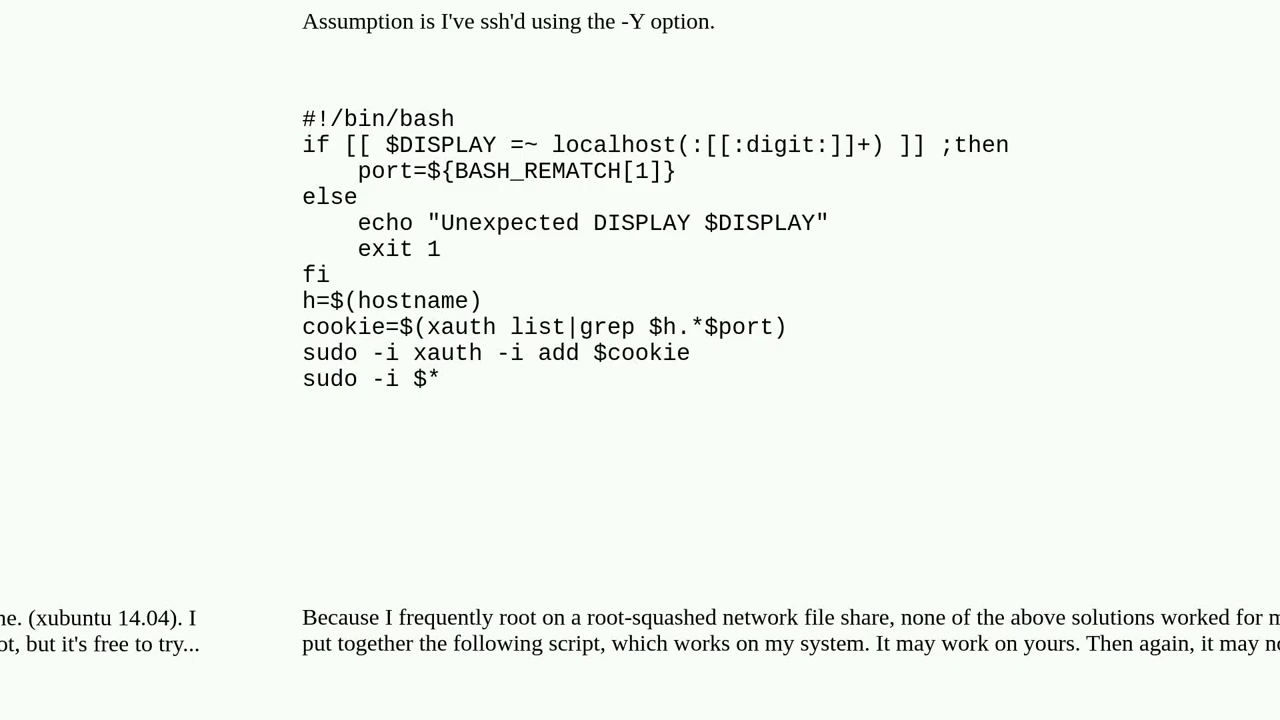 Assumption is I've ssh'd using the -Y option.
#!/bin/bash
if [[ $DISPLAY =~ localhost(:[[:digit:]]+) ]] ;then
    port=${BASH_REMATCH[1]}
else
    echo "Unexpected DISPLAY $DISPLAY"
    exit 1
fi
h=$(hostname)
cookie=$(xauth list|grep $h.*$port)
sudo -i xauth -i add $cookie
sudo -i $*
(xubuntu 14.04). I
but it's free to try...
Because I frequently root on a root-squashed network file share, none of the above solutions worked for
put together the following script, which works on my system. It may work on yours. Then again, it may